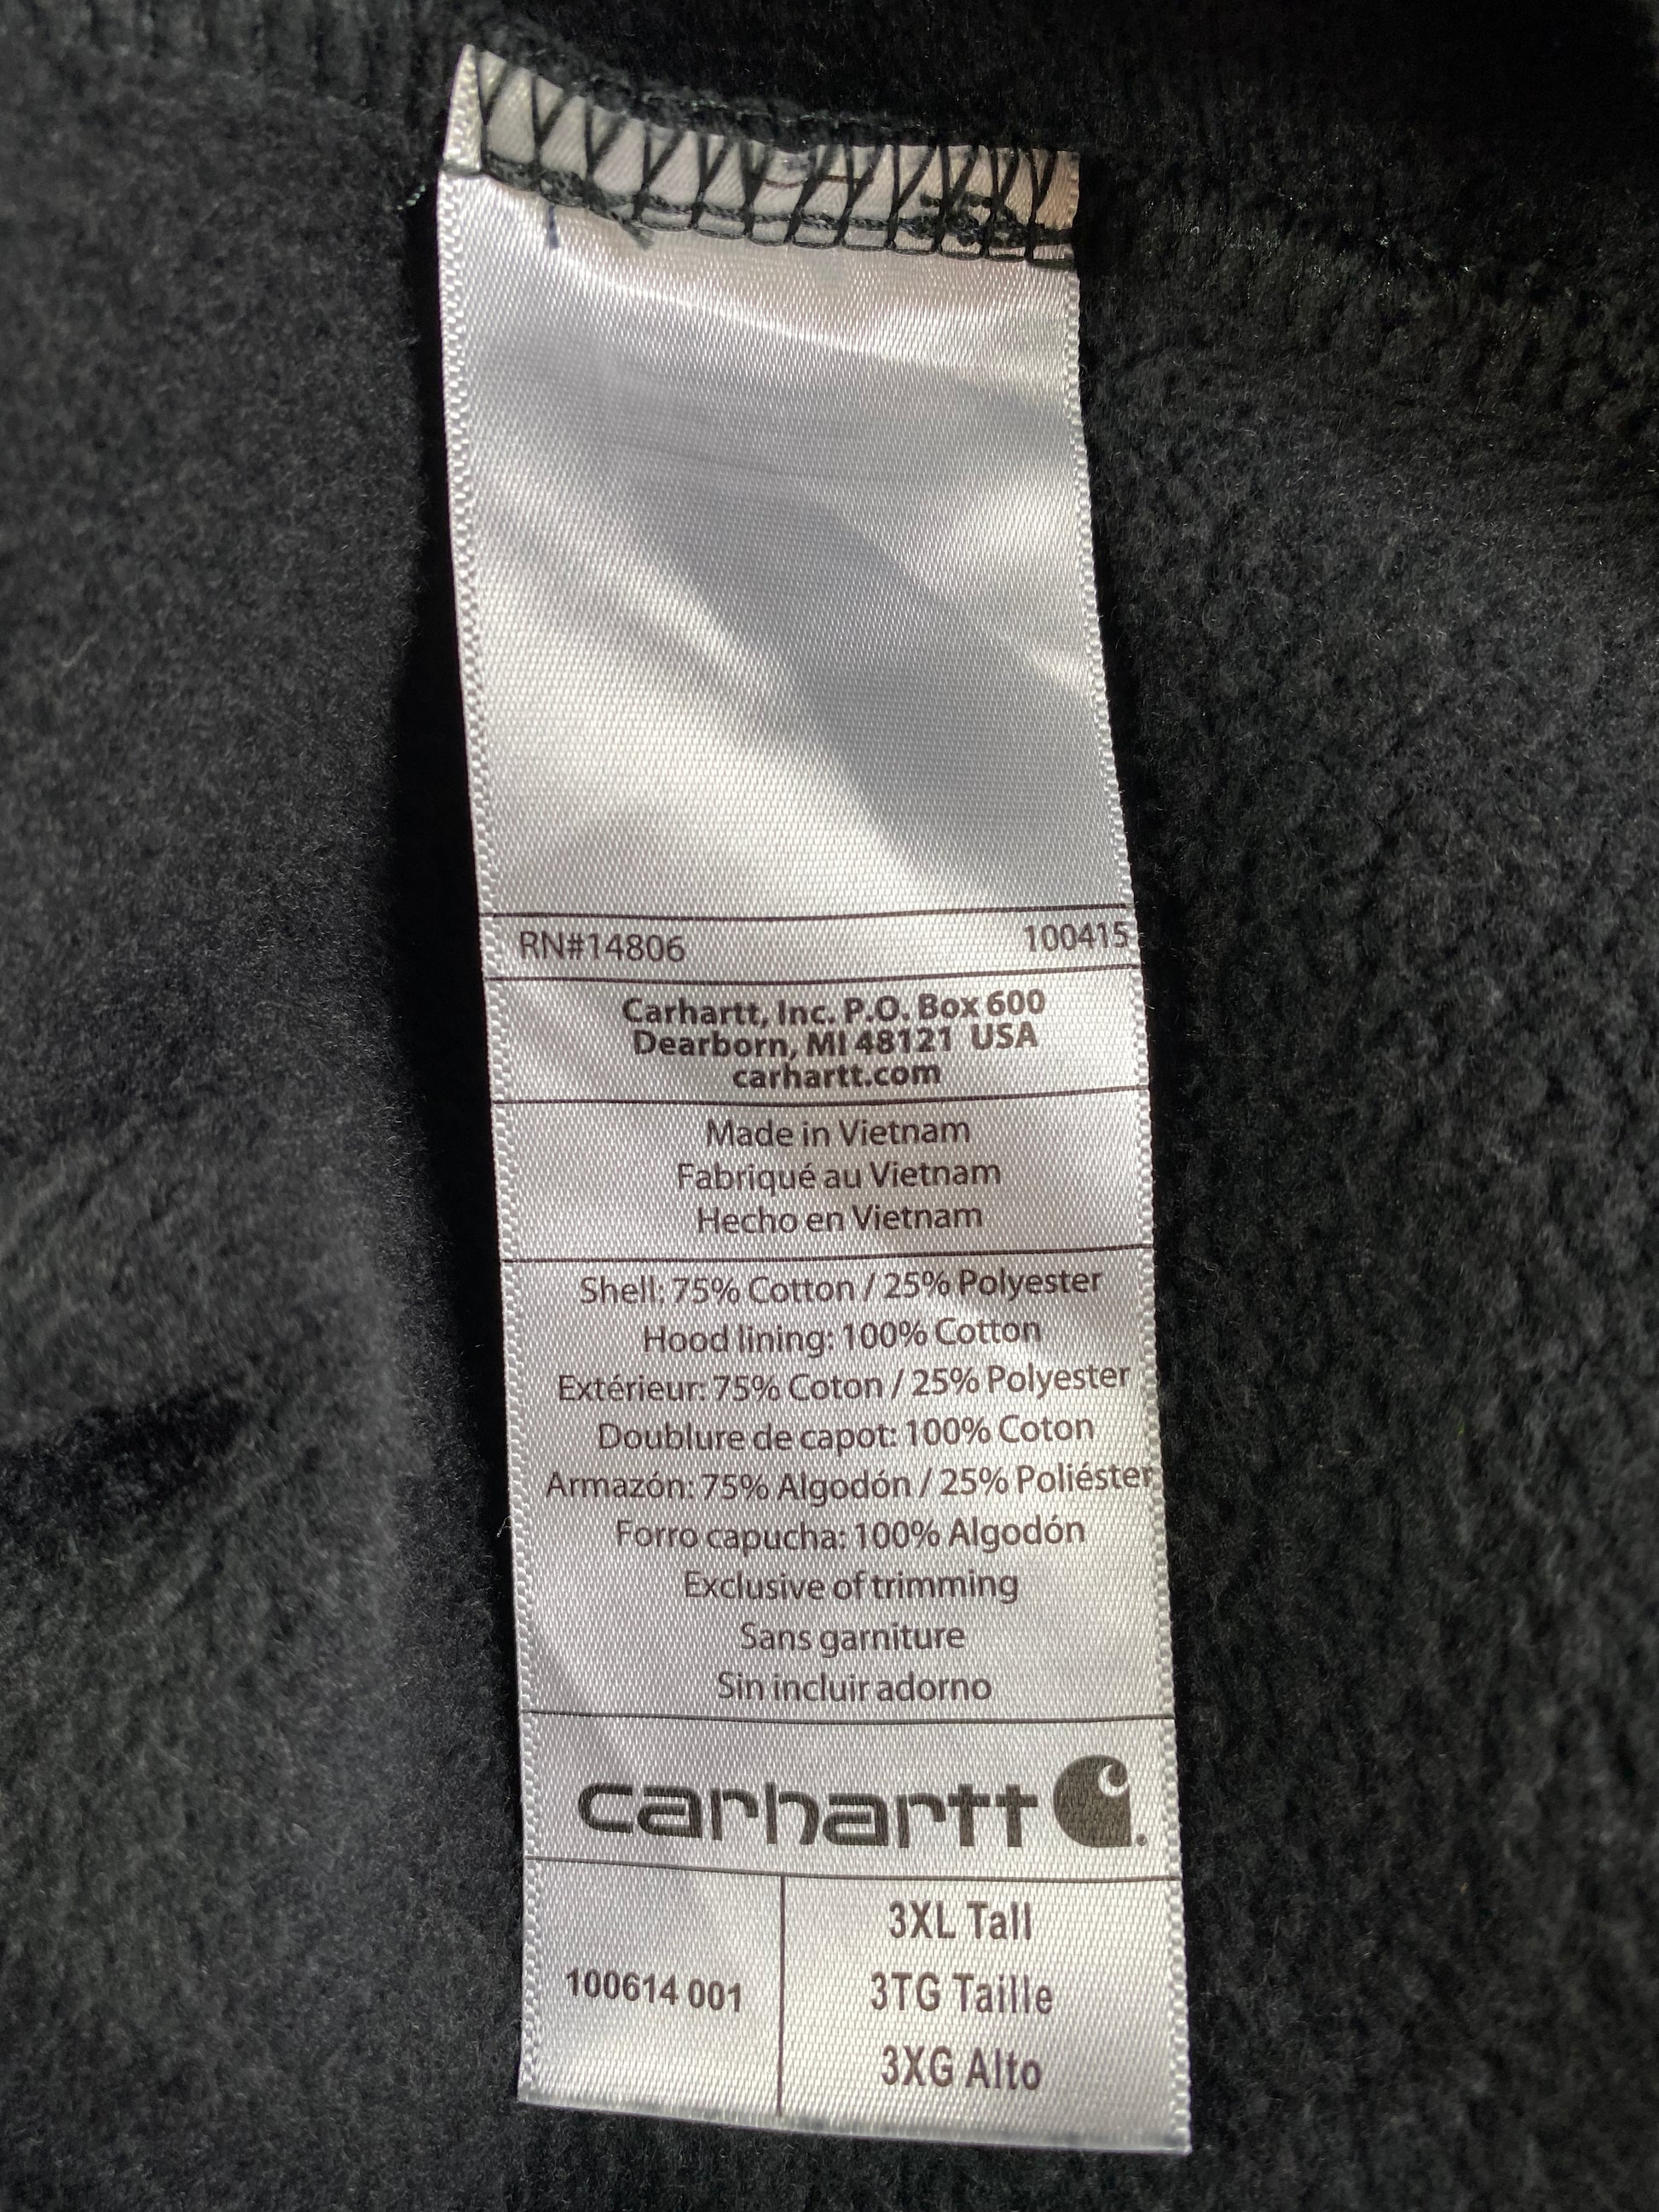 RN#14806 100415
Carhartt, Inc. P.O. Box 600
Dearborn, MI 48121 USA
carhartt.com
Made in Vietnam
Fabriqué au Vietnam
Hecho en Vietnam
Shell: 75% Cotton / 25% Polyester
Hood lining: 100% Cotton
Extérieur: 75% Coton / 25% Polyester
Doublure de capot: 100% Coton
Armazón: 75% Algodón / 25% Poliéster
Forro capucha: 100% Algodón
Exclusive of trimming
Sans garniture
Sin incluir adorno
carhartt
100614 001
3XL Tall
3TG Taille
3XG Alto